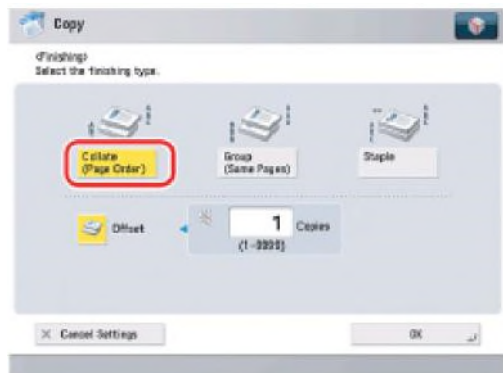 Copy
<Finishing>
Select the finishing type.
Collate
(Page Order)
Group
(Same Pages)
Staple
Offset
1 Copies
(1-9999)
Cancel Settings
OK